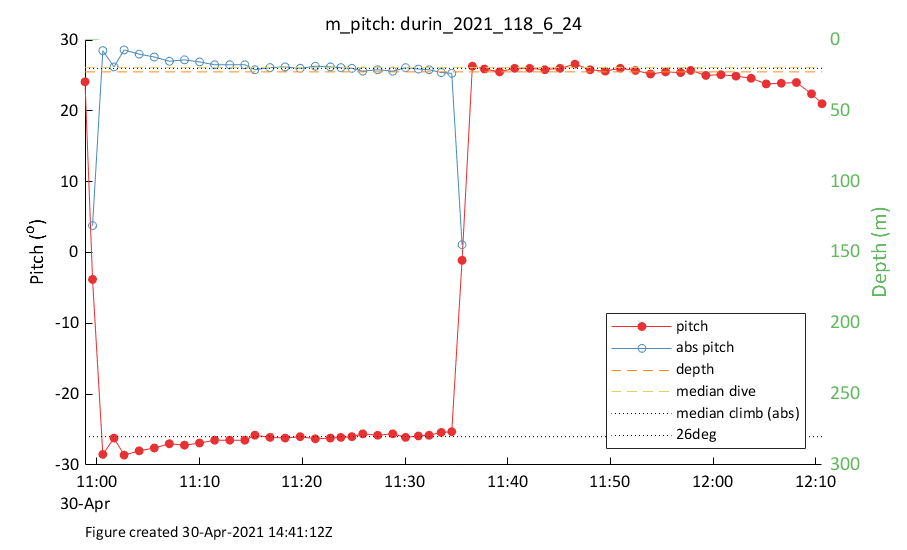 m_pitch: durin_2021_118_6_24
30
20
10
0
-10
-20
-30
Pitch (º)
0
50
100
150
200
250
300
Depth (m)
pitch
abs pitch
depth
median dive
median climb (abs)
26deg
11:00 11:10 11:20 11:30 11:40 11:50 12:00 12:10
30-Apr
Figure created 30-Apr-2021 14:41:12Z